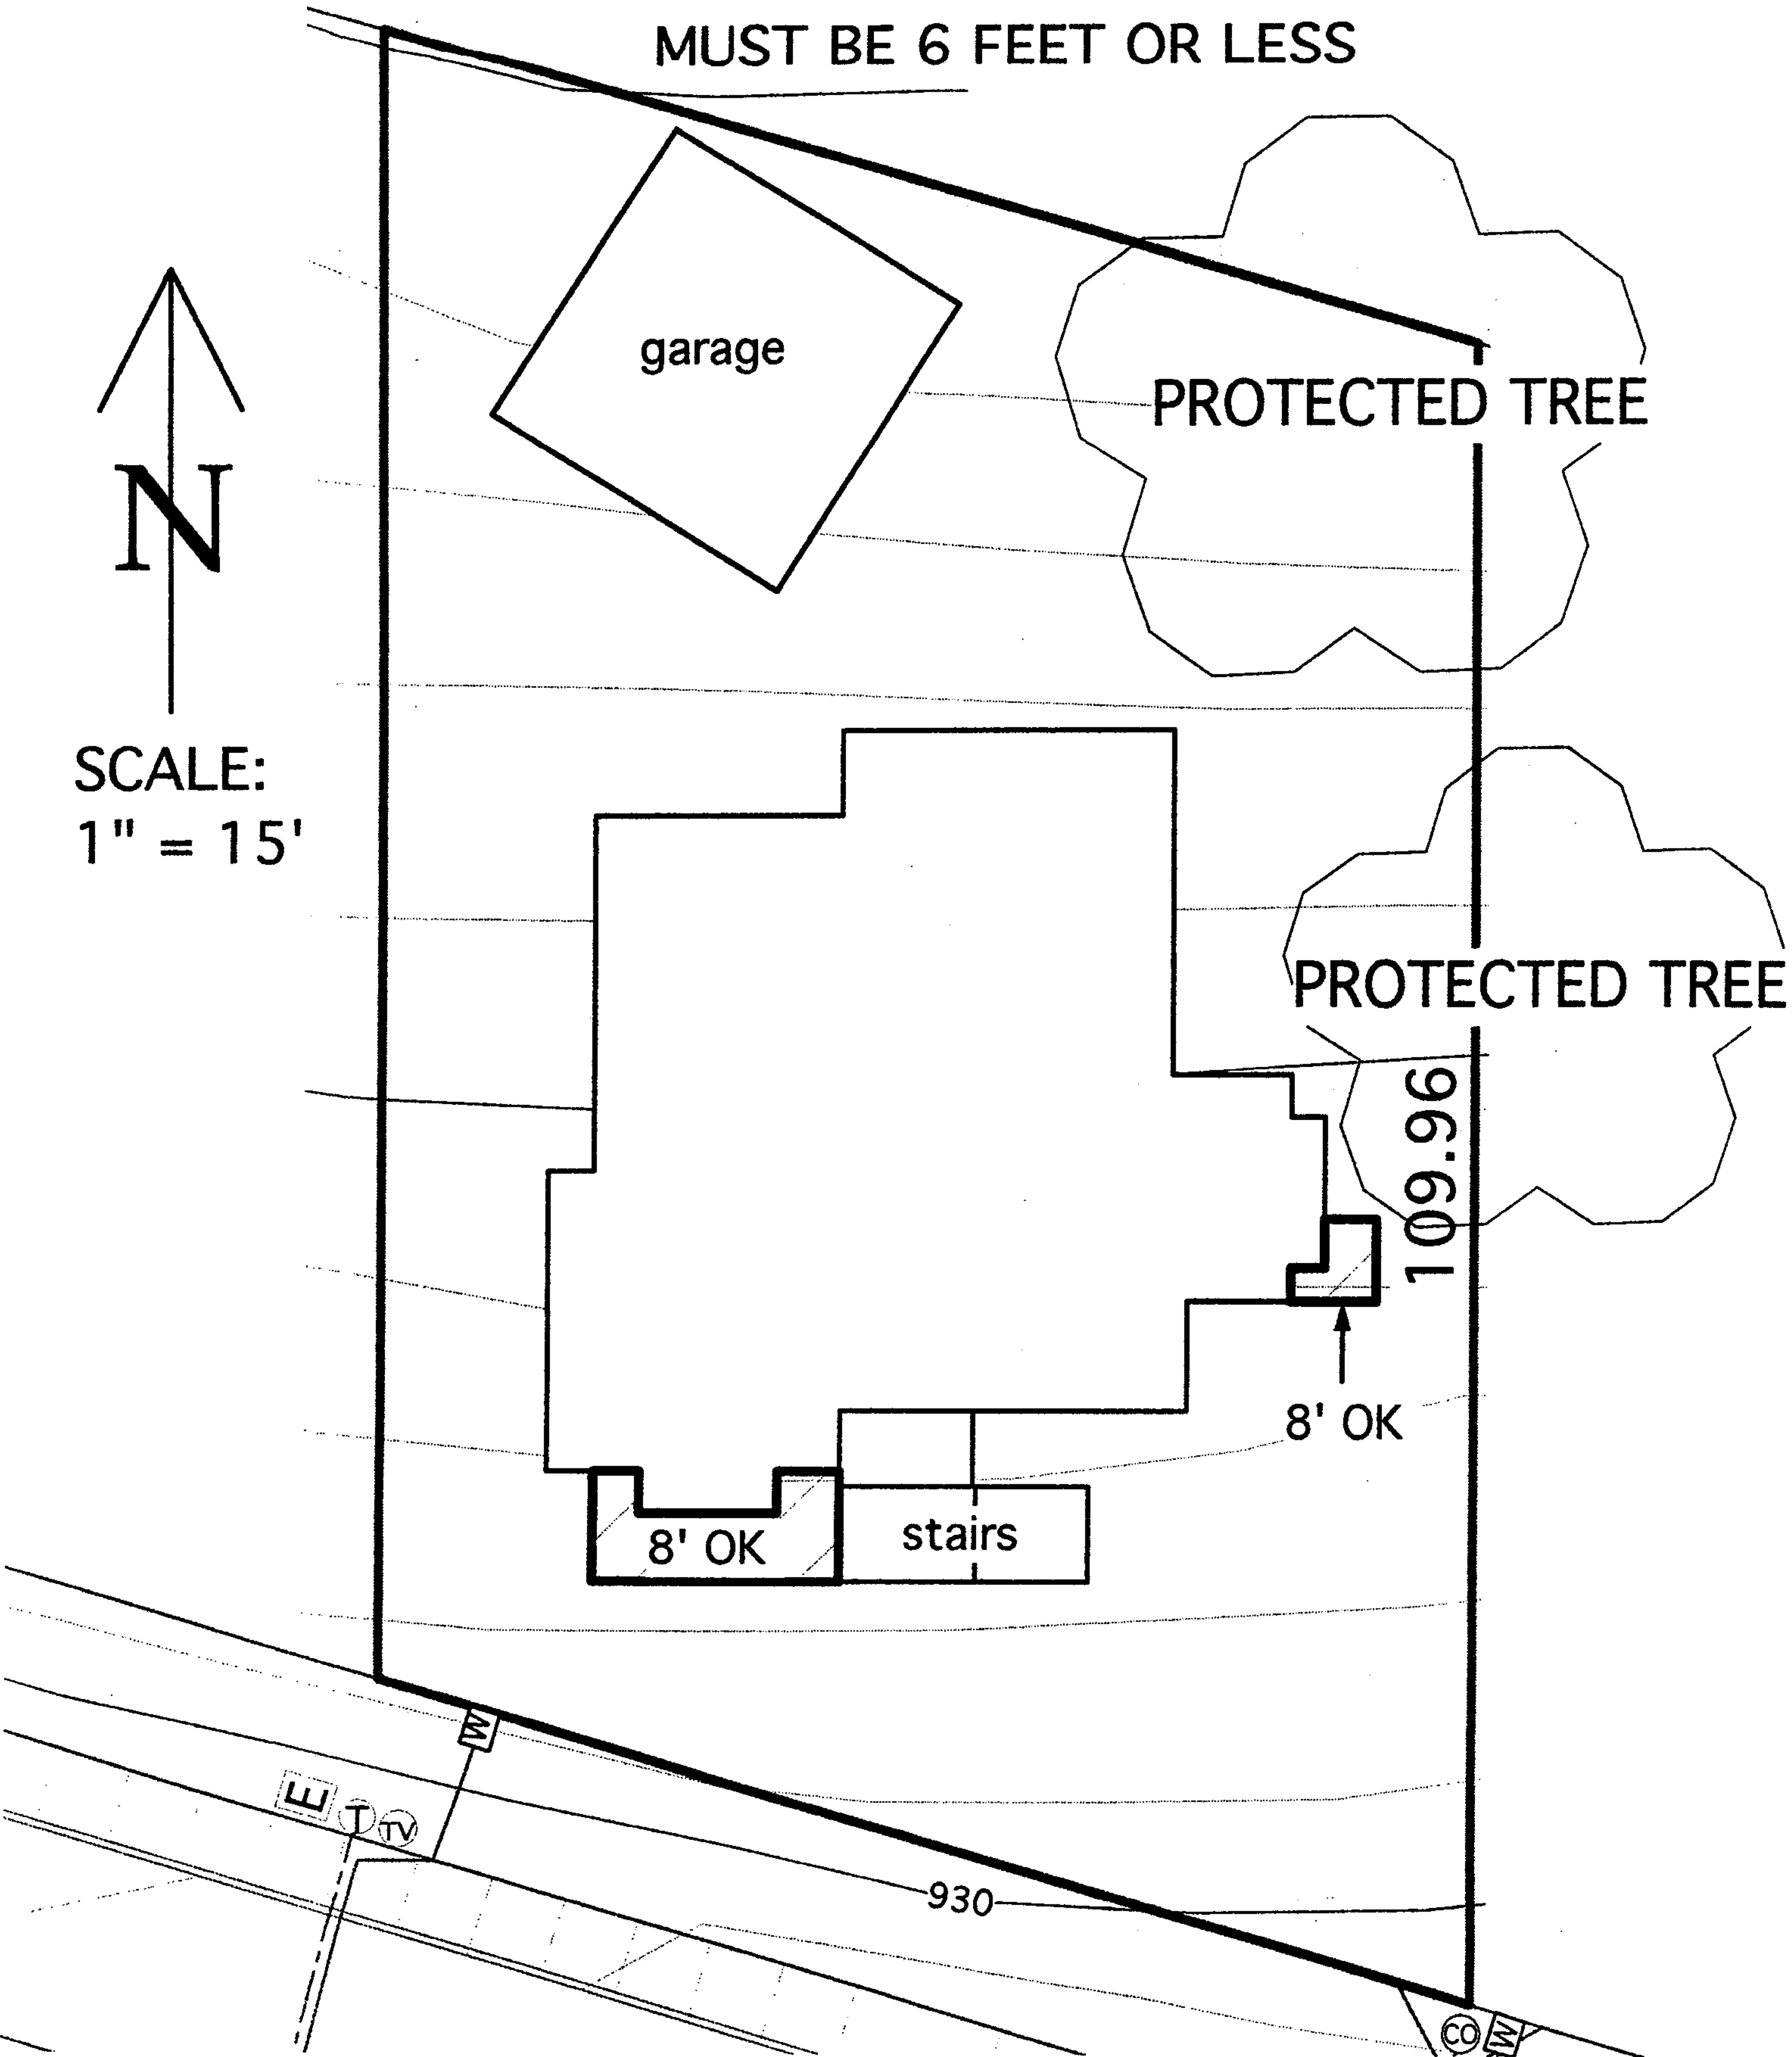 MUST BE 6 FEET OR LESS
garage
PROTECTED TREE
N
SCALE:
1" = 15'
PROTECTED TREE
109.96
8' OK
8' OK
stairs
W
E
T
TV
930
CO
W